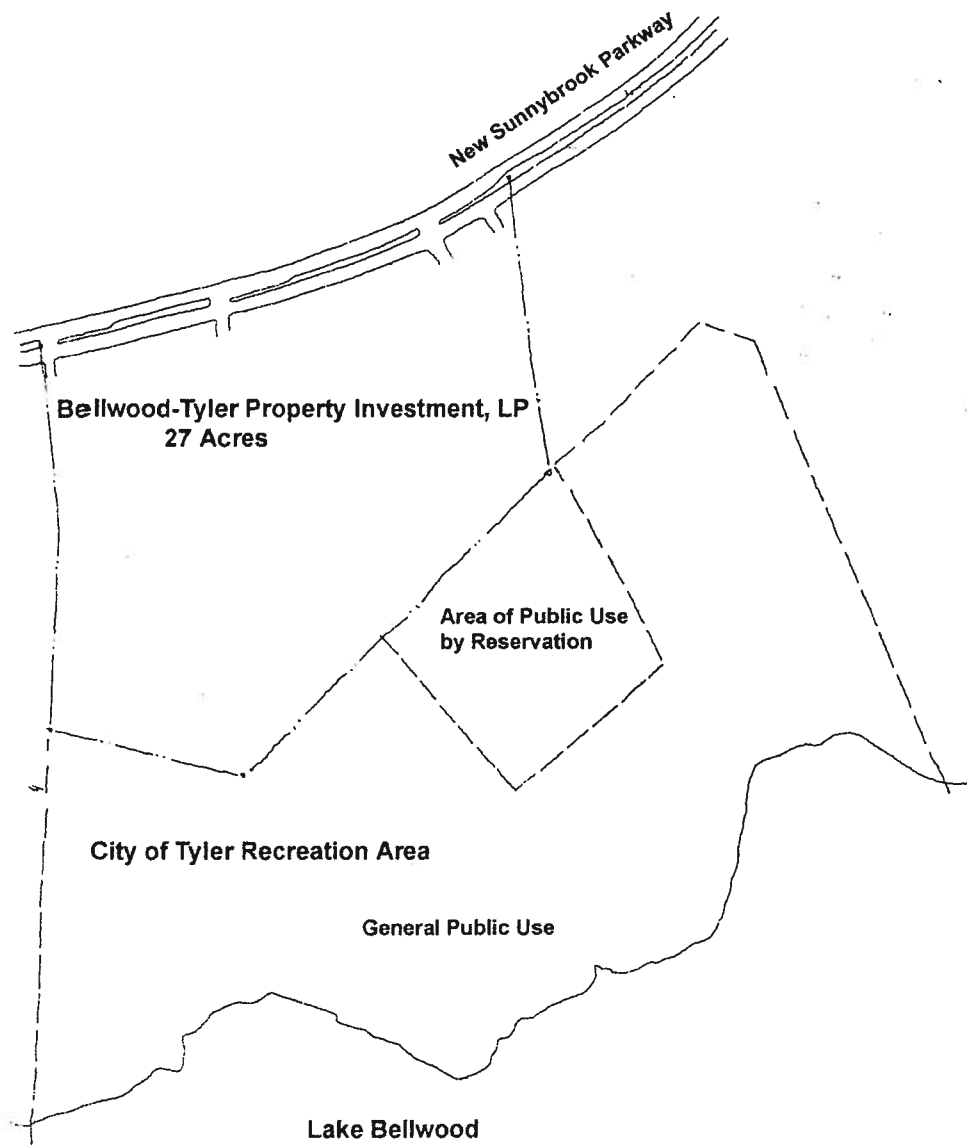 New Sunnybrook Parkway
Bellwood-Tyler Property Investment, LP
27 Acres
Area of Public Use
by Reservation
City of Tyler Recreation Area
General Public Use
Lake Bellwood